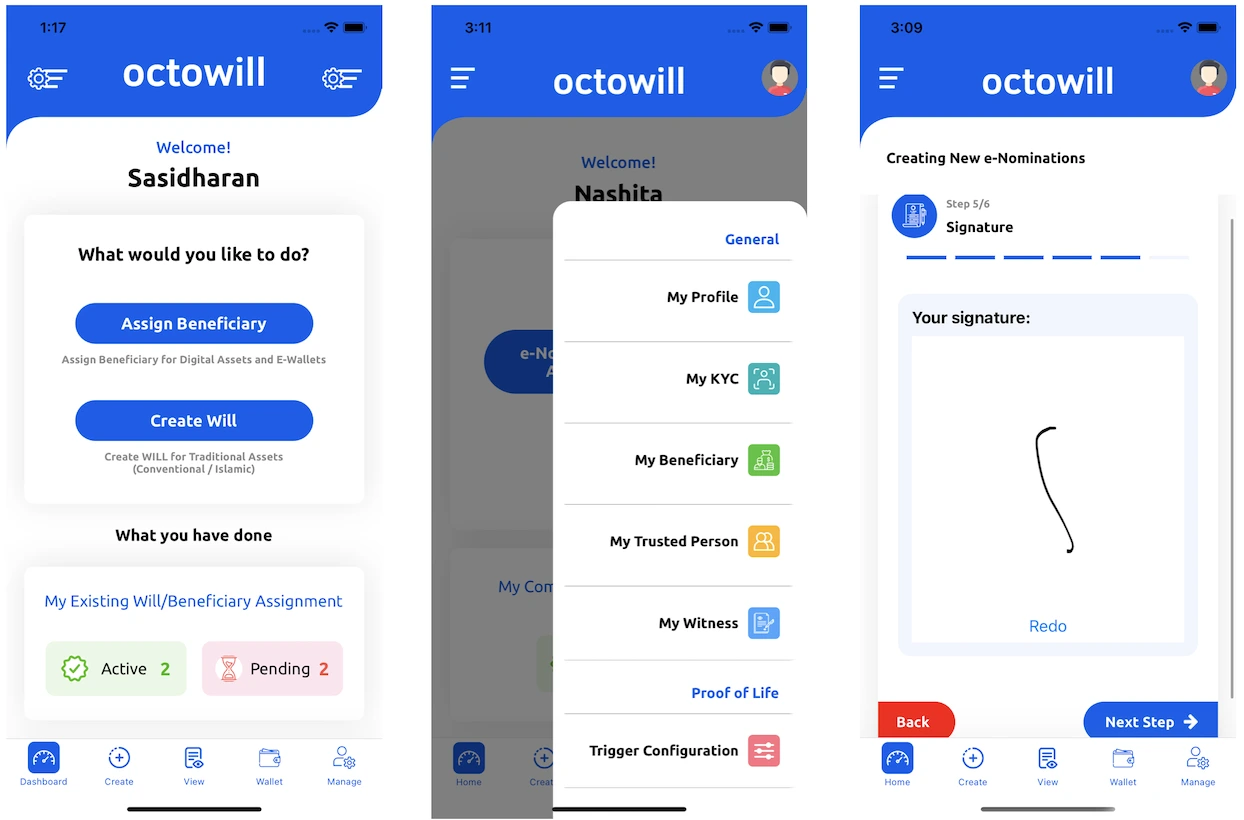 1:17
octowill
Welcome!
Sasidharan
What would you like to do?
Assign Beneficiary
Assign Beneficiary for Digital Assets and E-Wallets
Create Will
Create WILL for Traditional Assets
(Conventional / Islamic)
What you have done
My Existing Will/Beneficiary Assignment
Active 2
Pending 2
Dashboard
Create
View
Wallet
Manage
3:11
octowill
Welcome!
Nashita
e-No
A
My Com
General
My Profile
My KYC
My Beneficiary
My Trusted Person
My Witness
Proof of Life
Trigger Configuration
Home
Creat
3:09
octowill
Creating New e-Nominations
Step 5/6
Signature
Your signature:
Redo
Back
Next Step
Home
Create
View
Wallet
Manage